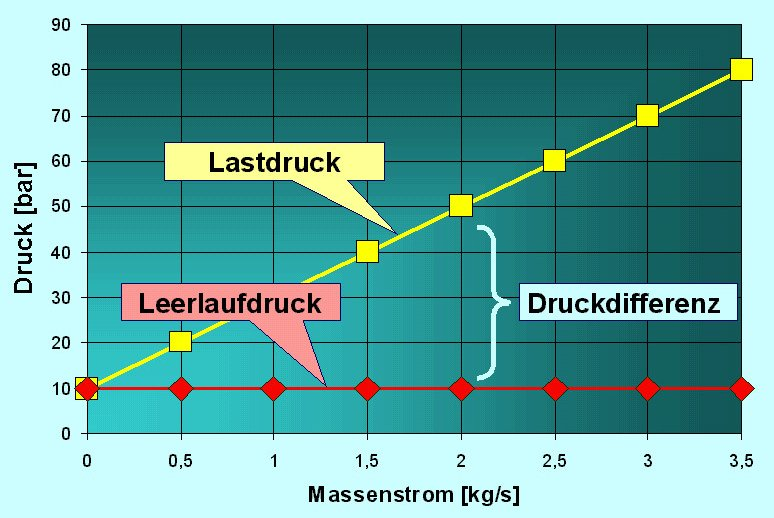 90
80
70
60
50
40
30
20
10
0
Druck [bar]
Lastdruck
Leerlaufdruck
Druckdifferenz
0 0,5 1 1,5 2 2,5 3 3,5
Massenstrom [kg/s]